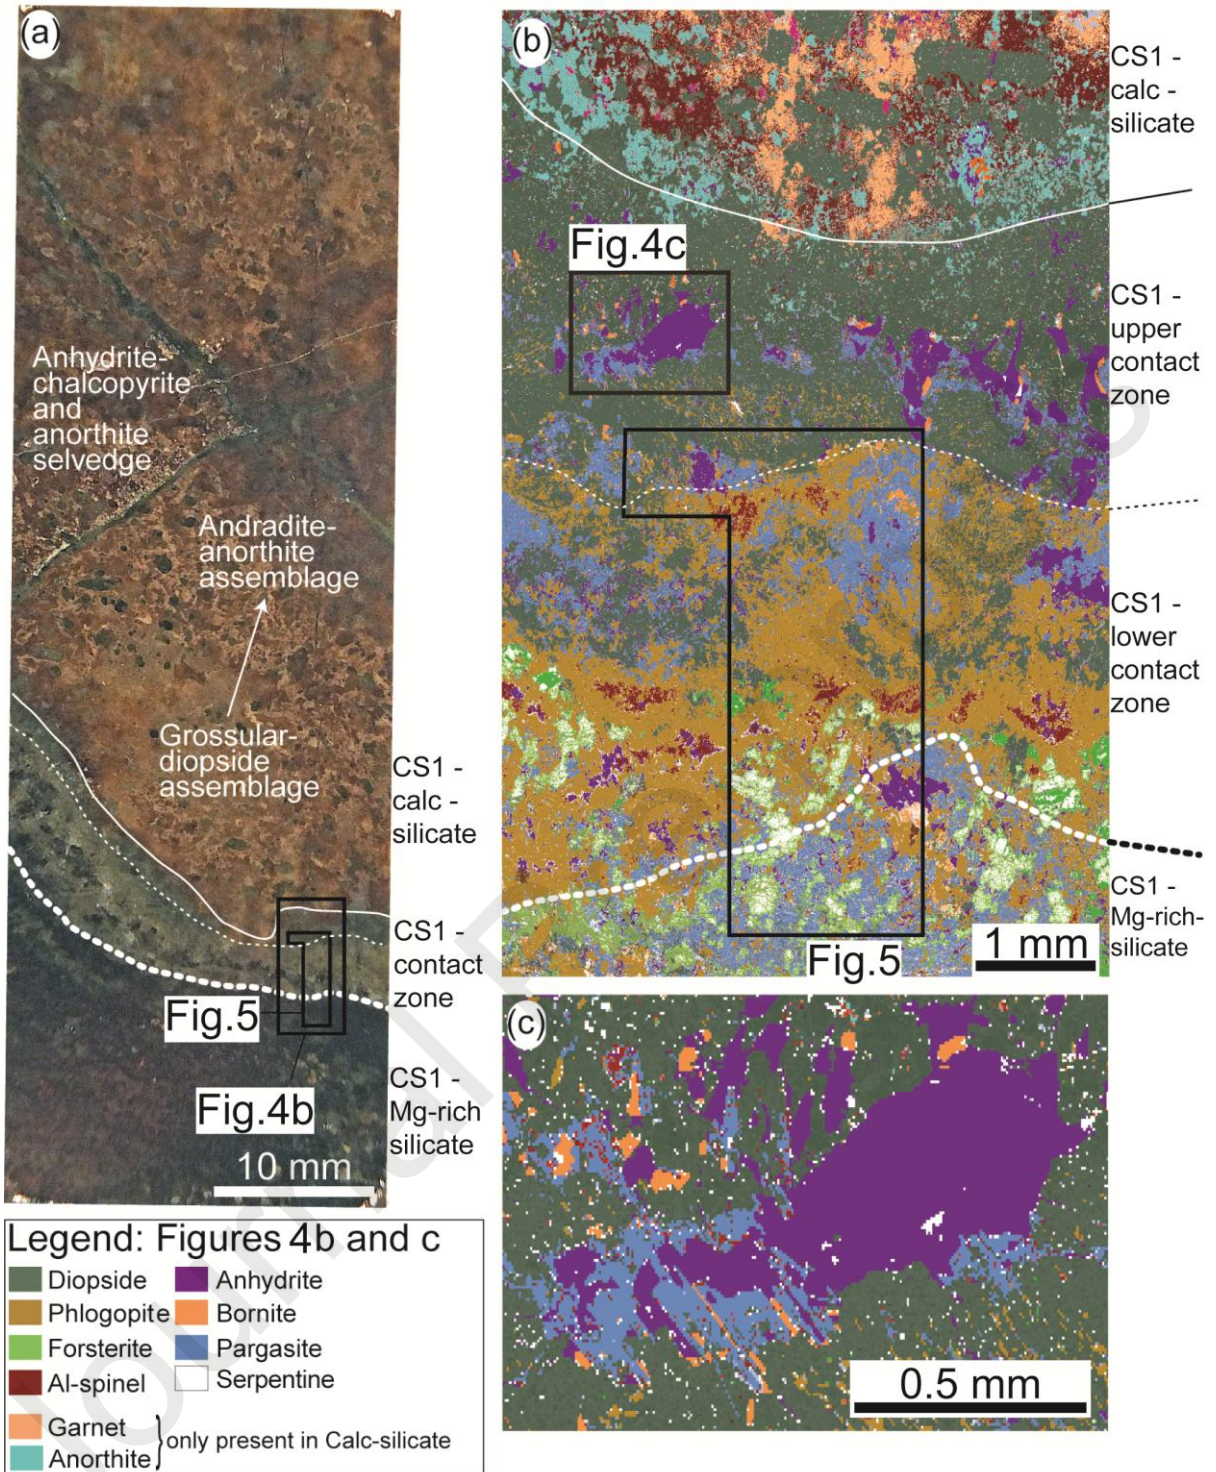 (a)
Anhydrite-
chalcopyrite
and
anorthite
selvedge
Andradite-
anorthite
assemblage
Grossular-
diopside
assemblage
CS1 -
calc -
silicate
CS1 -
contact
zone
Fig.5
Fig.4b
CS1 -
Mg-rich
silicate
10 mm
(b)
CS1 -
calc -
silicate
Fig.4c
CS1 -
upper
contact
zone
CS1 -
lower
contact
zone
CS1 -
Mg-rich-
silicate
1 mm
Fig.5
(c)
0.5 mm
Legend: Figures 4b and c
Diopside
Phlogopite
Forsterite
Al-spinel
Anhydrite
Bornite
Pargasite
Serpentine
Garnet
Anorthite
only present in Calc-silicate
Journal P